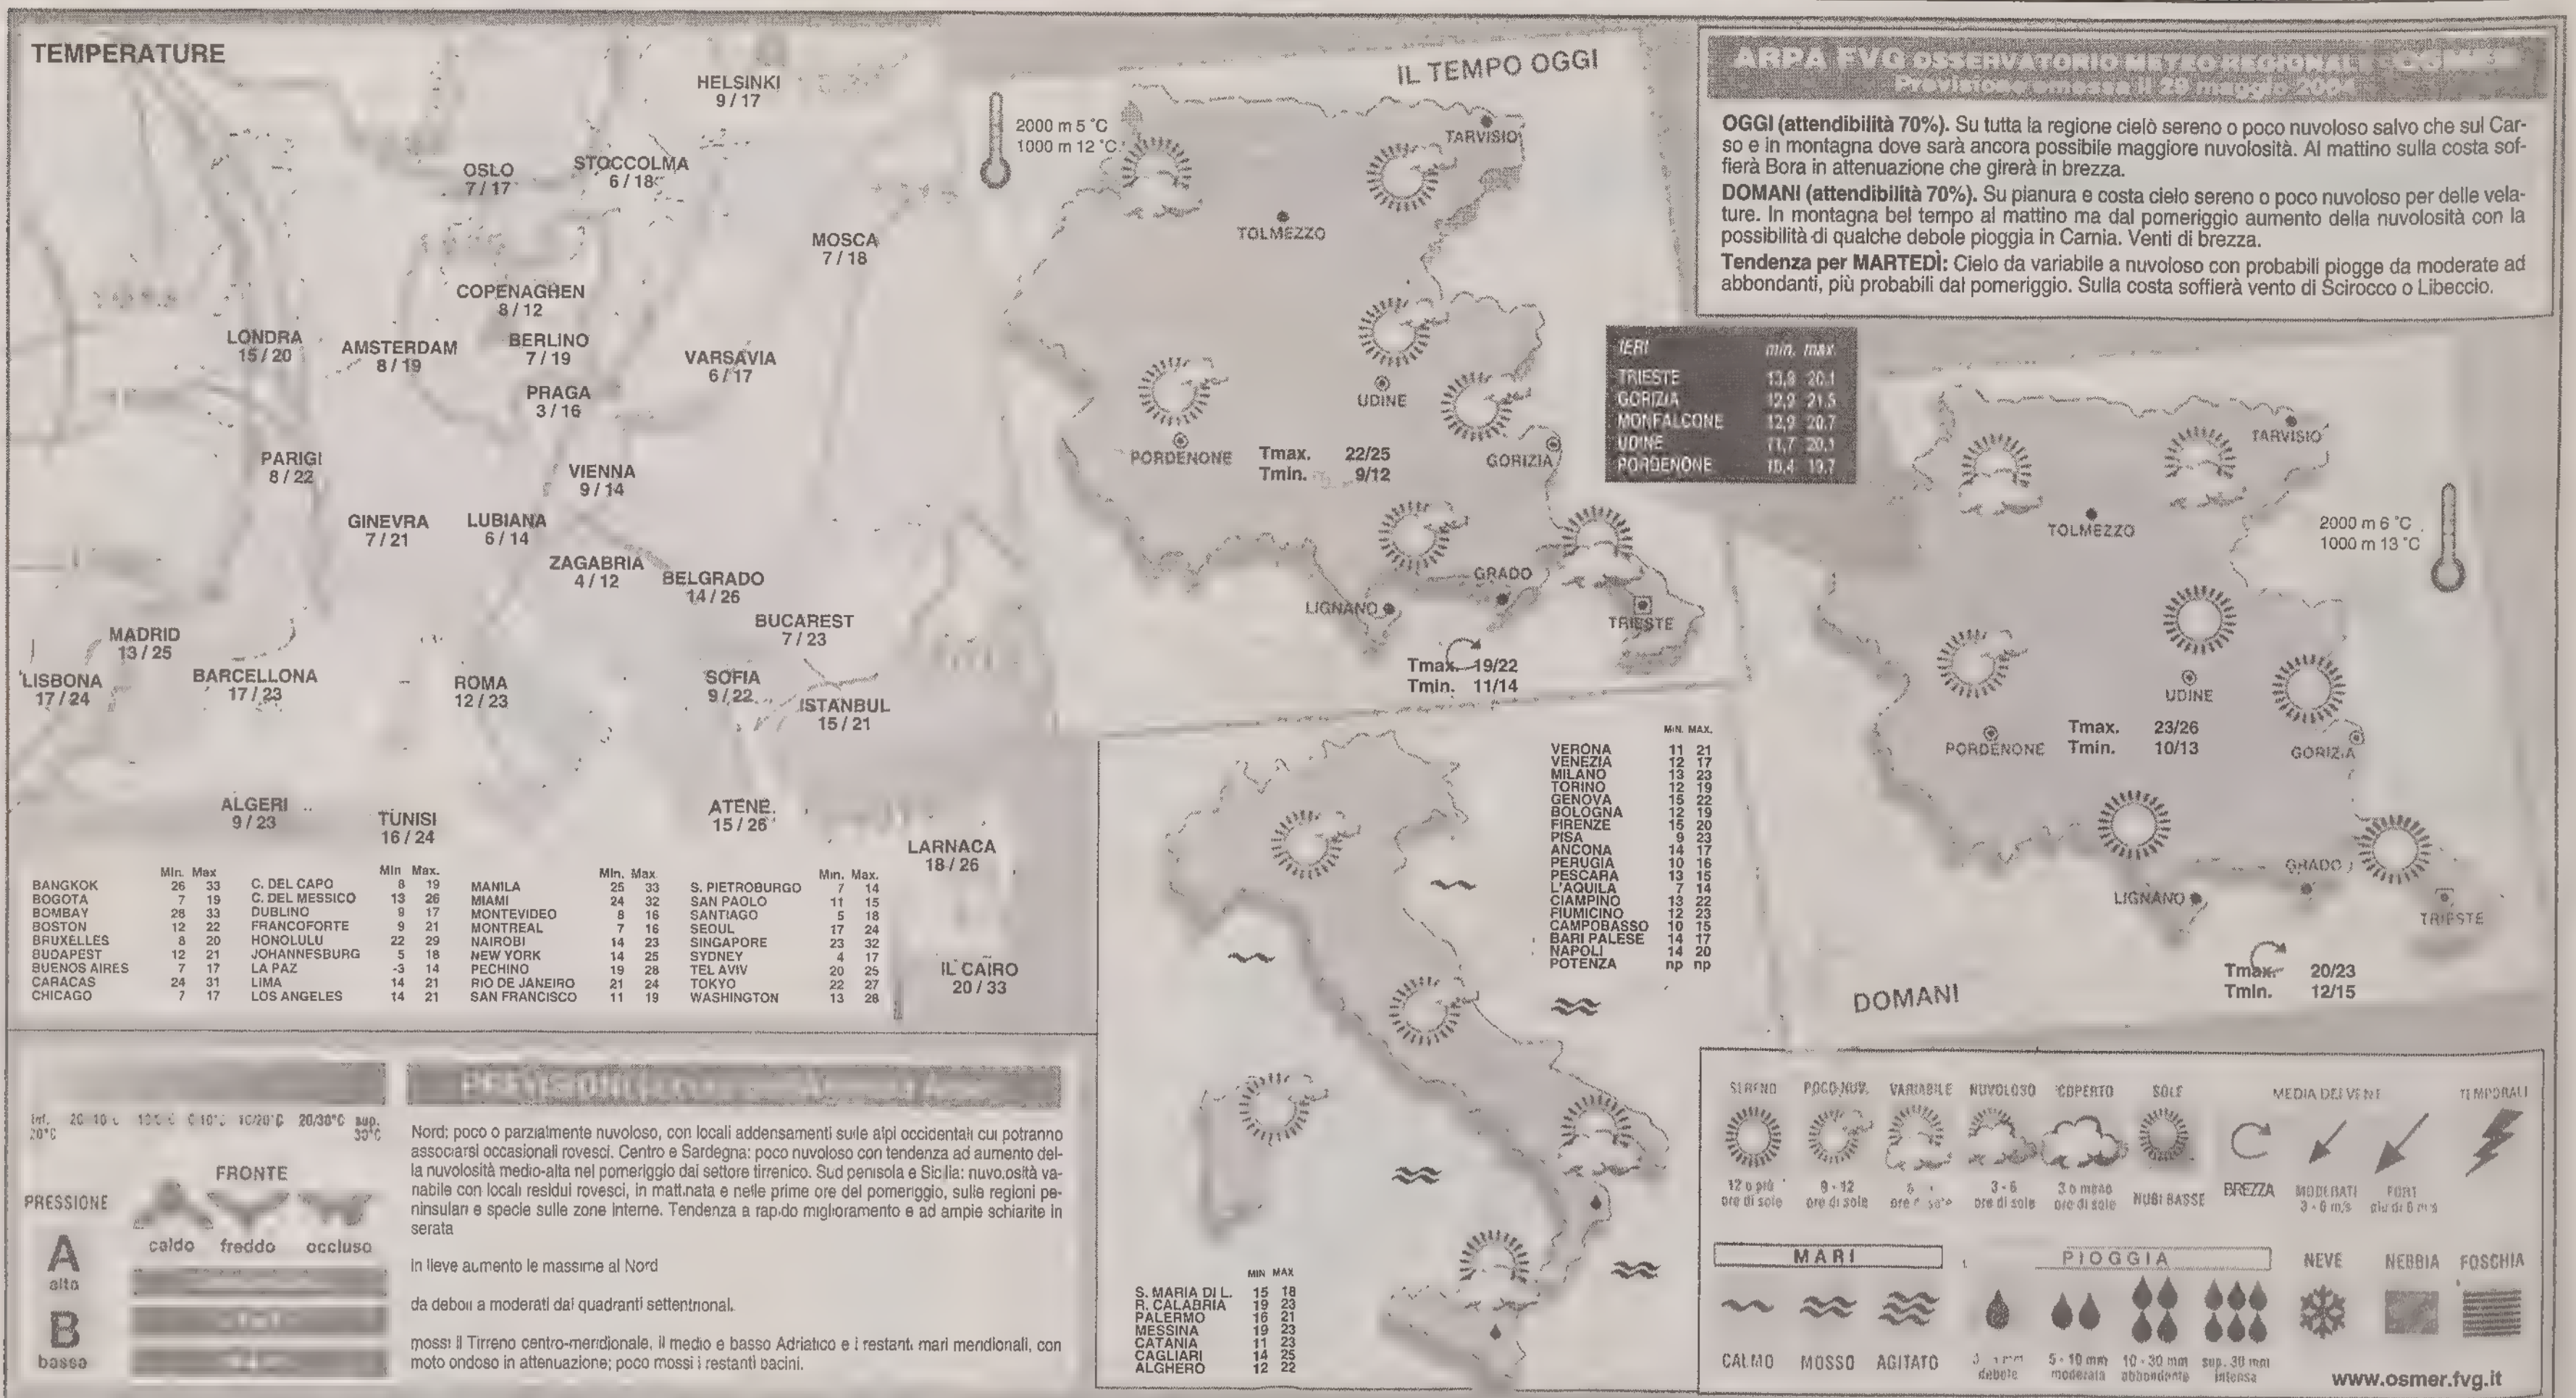 TEMPERATURE
HELSINKI
9 / 17
OSLO
7 / 17
STOCCOLMA
6 / 18
MOSCA
7 / 18
COPENAGHEN
8 / 12
LONDRA
15 / 20
AMSTERDAM
8 / 19
BERLINO
7 / 19
VARSAVIA
6 / 17
PRAGA
3 / 16
PARIGI
8 / 22
VIENNA
9 / 14
GINEVRA
7 / 21
LUBIANA
6 / 14
ZAGABRIA
4 / 12
BELGRADO
14 / 26
BUCAREST
7 / 23
MADRID
13 / 25
LISBONA
17 / 24
BARCELLONA
17 / 23
ROMA
12 / 23
SOFIA
9 / 22
ISTANBUL
15 / 21
ALGERI
9 / 23
TUNISI
16 / 24
ATENE
15 / 26
LARNACA
18 / 26
IL CAIRO
20 / 33
Min. Max
BANGKOK 26 33
BOGOTA 7 19
BOMBAY 28 33
BOSTON 12 22
BRUXELLES 8 20
BUDAPEST 12 21
BUENOS AIRES 7 17
CARACAS 24 31
CHICAGO 7 17
Min Max.
C. DEL CAPO 8 19
C. DEL MESSICO 13 26
DUBLINO 9 17
FRANCOFORTE 9 21
HONOLULU 22 29
JOHANNESBURG 5 18
LA PAZ -3 14
LIMA 14 21
LOS ANGELES 14 21
Min. Max
MANILA 25 33
MIAMI 24 32
MONTEVIDEO 8 16
MONTREAL 7 16
NAIROBI 14 23
NEW YORK 14 25
PECHINO 19 28
RIO DE JANEIRO 21 24
SAN FRANCISCO 11 19
Min. Max.
S. PIETROBURGO 7 14
SAN PAOLO 11 15
SANTIAGO 5 18
SEOUL 17 24
SINGAPORE 23 32
SYDNEY 4 17
TEL AVIV 20 25
TOKYO 22 27
WASHINGTON 13 28
IL TEMPO OGGI
2000 m 5 °C
1000 m 12 °C
TARVISIO
TOLMEZZO
UDINE
PORDENONE
GORIZIA
Tmax. 22/25
Tmin. 9/12
GRADO
LIGNANO
TRIESTE
Tmax. 19/22
Tmin. 11/14
ARPA FVG OSSERVATORIO METEO REGIONALE
Previsione emessa il 29 maggio
OGGI (attendibilità 70%). Su tutta la regione cielò sereno o poco nuvoloso salvo che sul Car-
so e in montagna dove sarà ancora possibile maggiore nuvolosità. Al mattino sulla costa sof-
fierà Bora in attenuazione che girerà in brezza.
DOMANI (attendibilità 70%). Su pianura e costa cielo sereno o poco nuvoloso per delle vela-
ture. In montagna bel tempo al mattino ma dal pomeriggio aumento della nuvolosità con la
possibilità di qualche debole pioggia in Carnia. Venti di brezza.
Tendenza per MARTEDÌ: Cielo da variabile a nuvoloso con probabili piogge da moderate ad
abbondanti, più probabili dal pomeriggio. Sulla costa soffierà vento di Scirocco o Libeccio.
IERI min. max.
TRIESTE 20.1
GORIZIA
MONFALCONE 12,9 20.7
UDINE 11,7
PORDENONE 10.4 19.7
TARVISIO
TOLMEZZO
2000 m 6 °C
1000 m 13 °C
UDINE
PORDENONE
GORIZIA
Tmax. 23/26
Tmin. 10/13
GRADO
LIGNANO
TRIESTE
Tmax. 20/23
Tmin. 12/15
DOMANI
MIN. MAX.
VERONA 11 21
VENEZIA 12 17
MILANO 13 23
TORINO 12 19
GENOVA 15 22
BOLOGNA 12 19
FIRENZE 15 20
PISA 9 23
ANCONA 14 17
PERUGIA 10 16
PESCARA 13 15
L'AQUILA 7 14
CIAMPINO 13 22
FIUMICINO 12 23
CAMPOBASSO 10 15
BARI PALESE 14 17
NAPOLI 14 20
POTENZA np np
MIN MAX
S. MARIA DI L. 15 18
R. CALABRIA 19 23
PALERMO 16 21
MESSINA 19 23
CATANIA 11 23
CAGLIARI 14 25
ALGHERO 12 22
20/30°C sup.
30°C
FRONTE
PRESSIONE
caldo freddo occluso
A
alta
B
bassa
Nord: poco o parzialmente nuvoloso, con locali addensamenti sulle alpi occidentali cui potranno
associarsi occasionali rovesci. Centro e Sardegna: poco nuvoloso con tendenza ad aumento del-
la nuvolosità medio-alta nel pomeriggio dal settore tirrenico. Sud penisola e Sicilia: nuvolosità va-
riabile con locali residui rovesci, in mattinata e nelle prime ore del pomeriggio, sulle regioni pe-
ninsulari e specie sulle zone interne. Tendenza a rapido miglioramento e ad ampie schiarite in
serata
In lieve aumento le massime al Nord
da deboli a moderati dai quadranti settentrionali.
mossi il Tirreno centro-meridionale, il medio e basso Adriatico e i restanti mari meridionali, con
moto ondoso in attenuazione; poco mossi i restanti bacini.
SERENO POCO NUV. VARIABILE NUVOLOSO COPERTO SOLE MEDIA DEI VENTI TEMPORALI
12 o più
ore di sole
9 - 12
ore di sole
3 - 6
ore di sole
3 o meno
ore di sole
NUBI BASSE
BREZZA
MODERATI
3 - 6 m/s
FORTI
più di 6 m/s
MARI
PIOGGIA
NEVE NEBBIA FOSCHIA
CALMO MOSSO AGITATO
debole
5 - 10 mm
moderata
10 - 30 mm
abbondante
sup. 30 mm
intensa
www.osmer.fvg.it